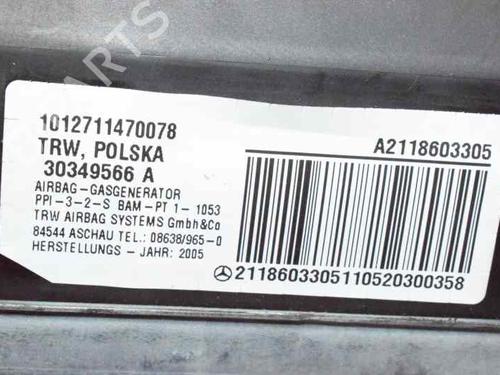 1012711470078
TRW, POLSKA
30349566 A
AIRBAG-GASGENERATOR
PPI-3-2-S BAM-PT 1- 1053
TRW AIRBAG SYSTEMS GmbH&Co
84544 ASCHAU TEL.: 08638/965-0
HERSTELLUNGS - JAHR: 2005
A2118603305
2118603305110520300358
PARTS